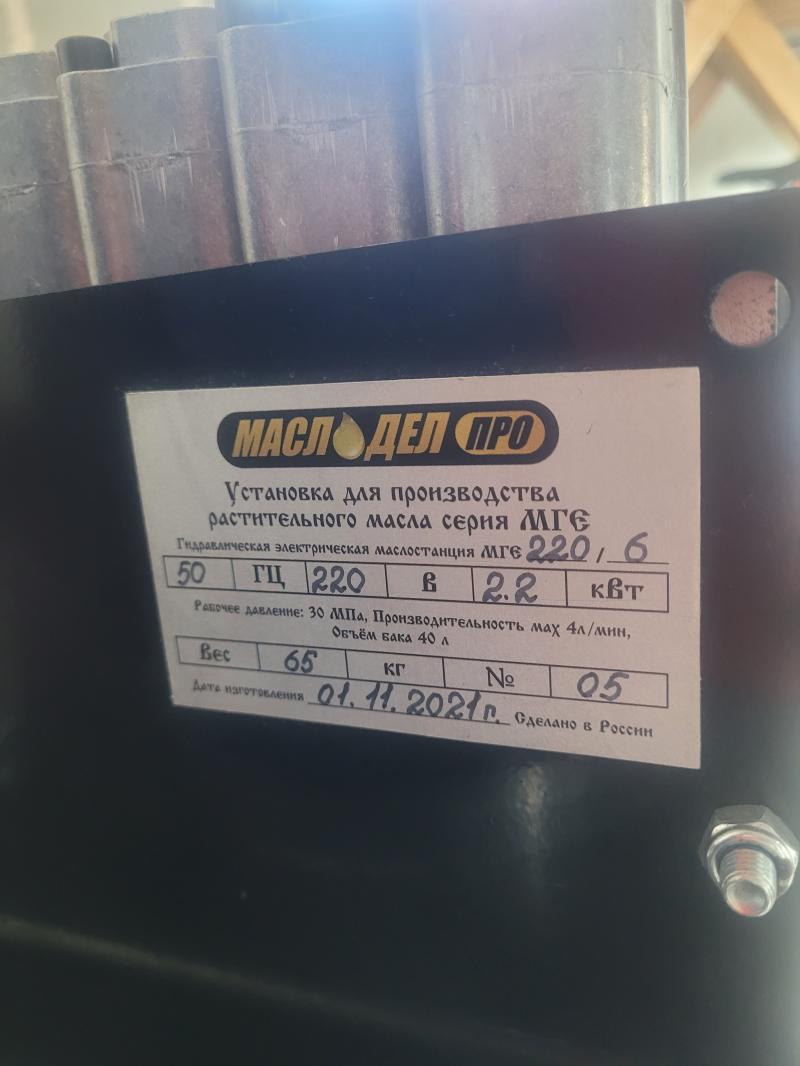 МАСЛОДЕЛ ПРО
Установка для производства
растительного масла серия МГЕ
Гидравлическая электрическая маслостанция МГЕ 220 / 6
50 ГЦ 220 В 2.2 кВт
Рабочее давление: 30 МПа, Производительность мах 4л/мин,
Объём бака 40 л
Вес 65 кг № 05
Дата изготовления 01.11.2021г. Сделано в России